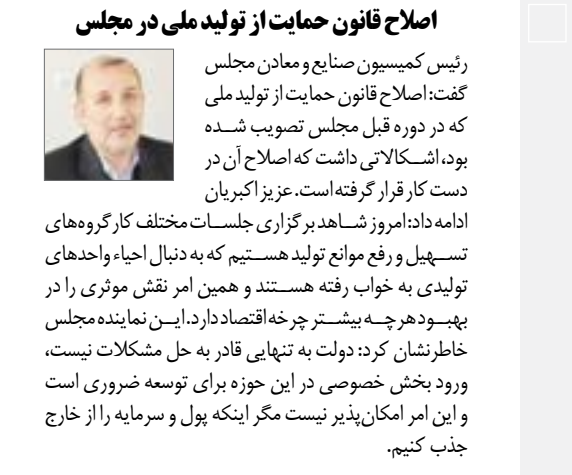 اصلاح قانون حمایت از تولید ملی در مجلس
رئیس کمیسیون صنایع و معادن مجلس
گفت: اصلاح قانون حمایت از تولید ملی
که در دوره قبل مجلس تصویب شده
بود، اشکالاتی داشت که اصلاح آن در
دست کار قرار گرفته است. عزیز اکبریان
ادامه داد: امروز شاهد برگزاری جلسات مختلف کارگروه‌های
تسهیل و رفع موانع تولید هستیم که به دنبال احیاء واحدهای
تولیدی به خواب رفته هستند و همین امر نقش موثری را در
بهبود هر چه بیشتر چرخه اقتصاد دارد. این نماینده مجلس
خاطرنشان کرد: دولت به تنهایی قادر به حل مشکلات نیست،
ورود بخش خصوصی در این حوزه برای توسعه ضروری است
و این امر امکان‌پذیر نیست مگر اینکه پول و سرمایه را از خارج
جذب کنیم.